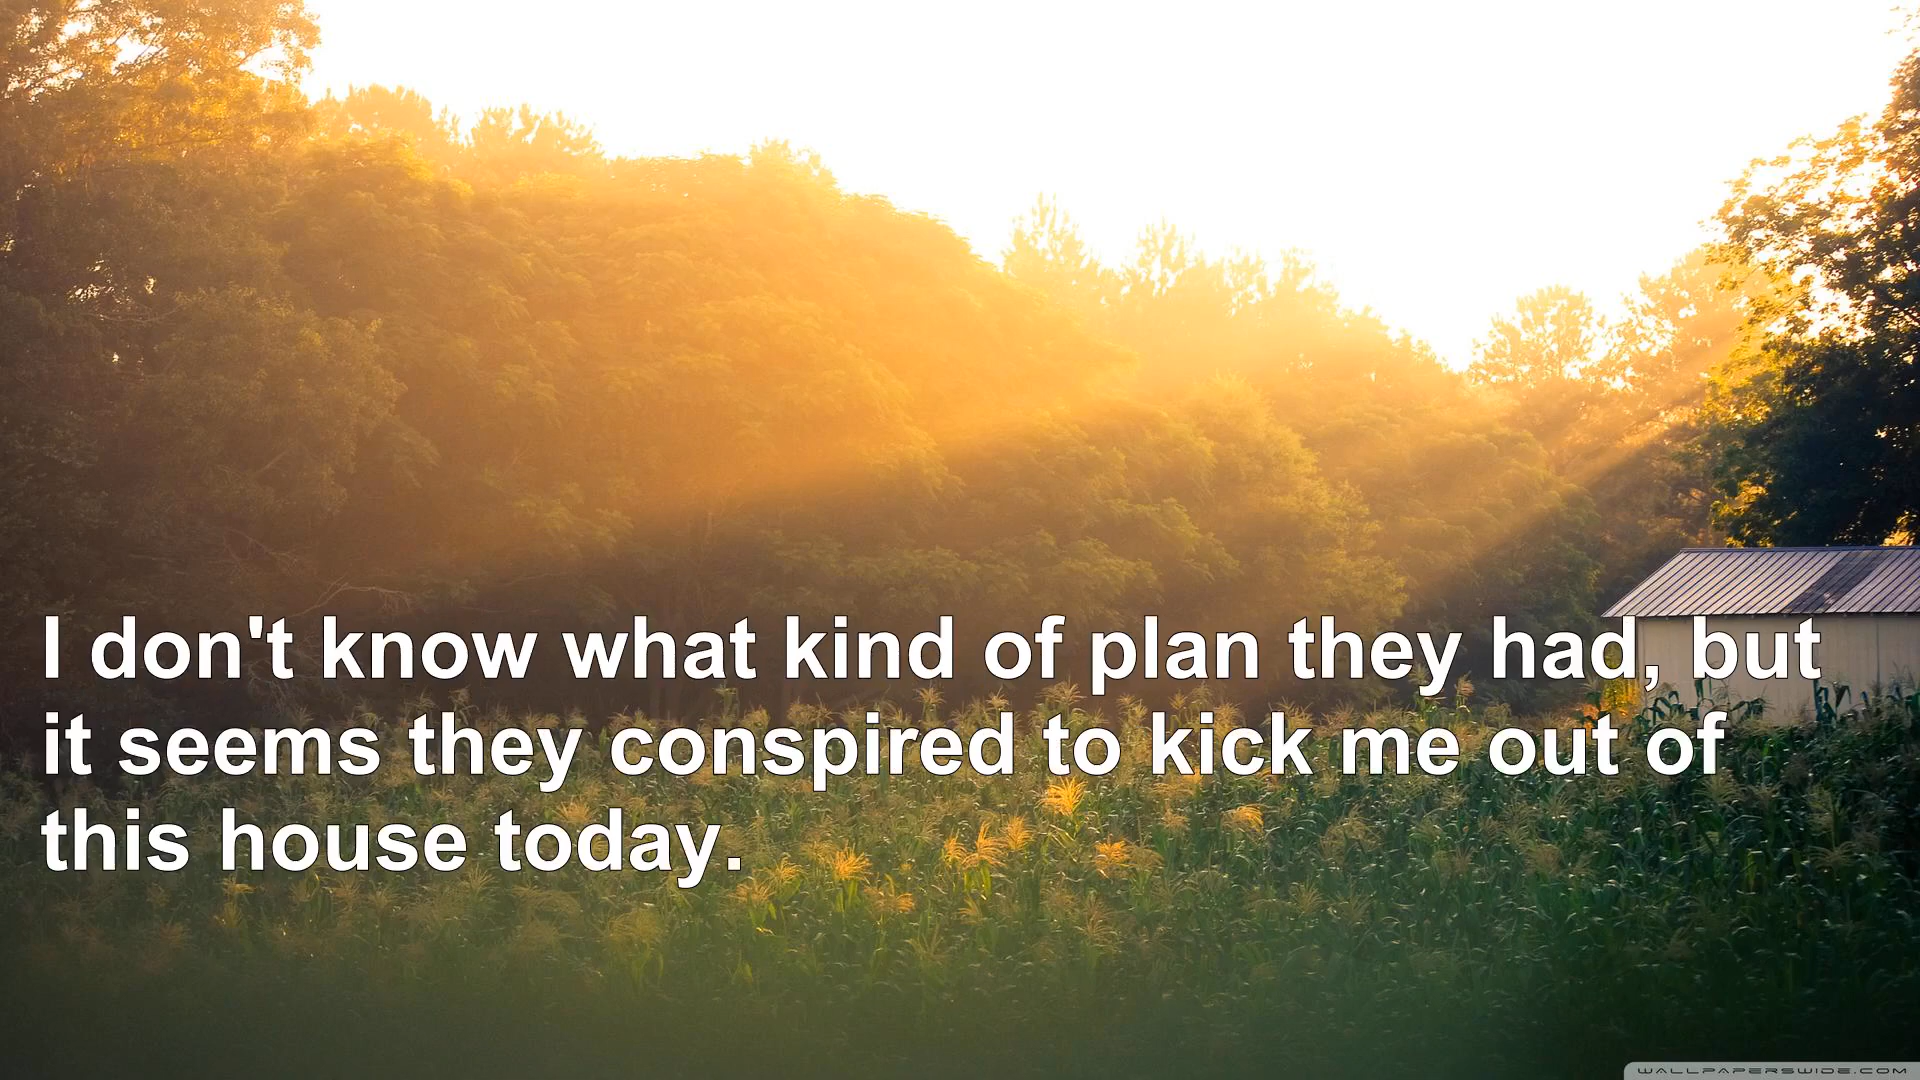 I don't know what kind of plan they had, but
it seems they conspired to kick me out of
this house today.
WALLPAPERSWIDE.COM